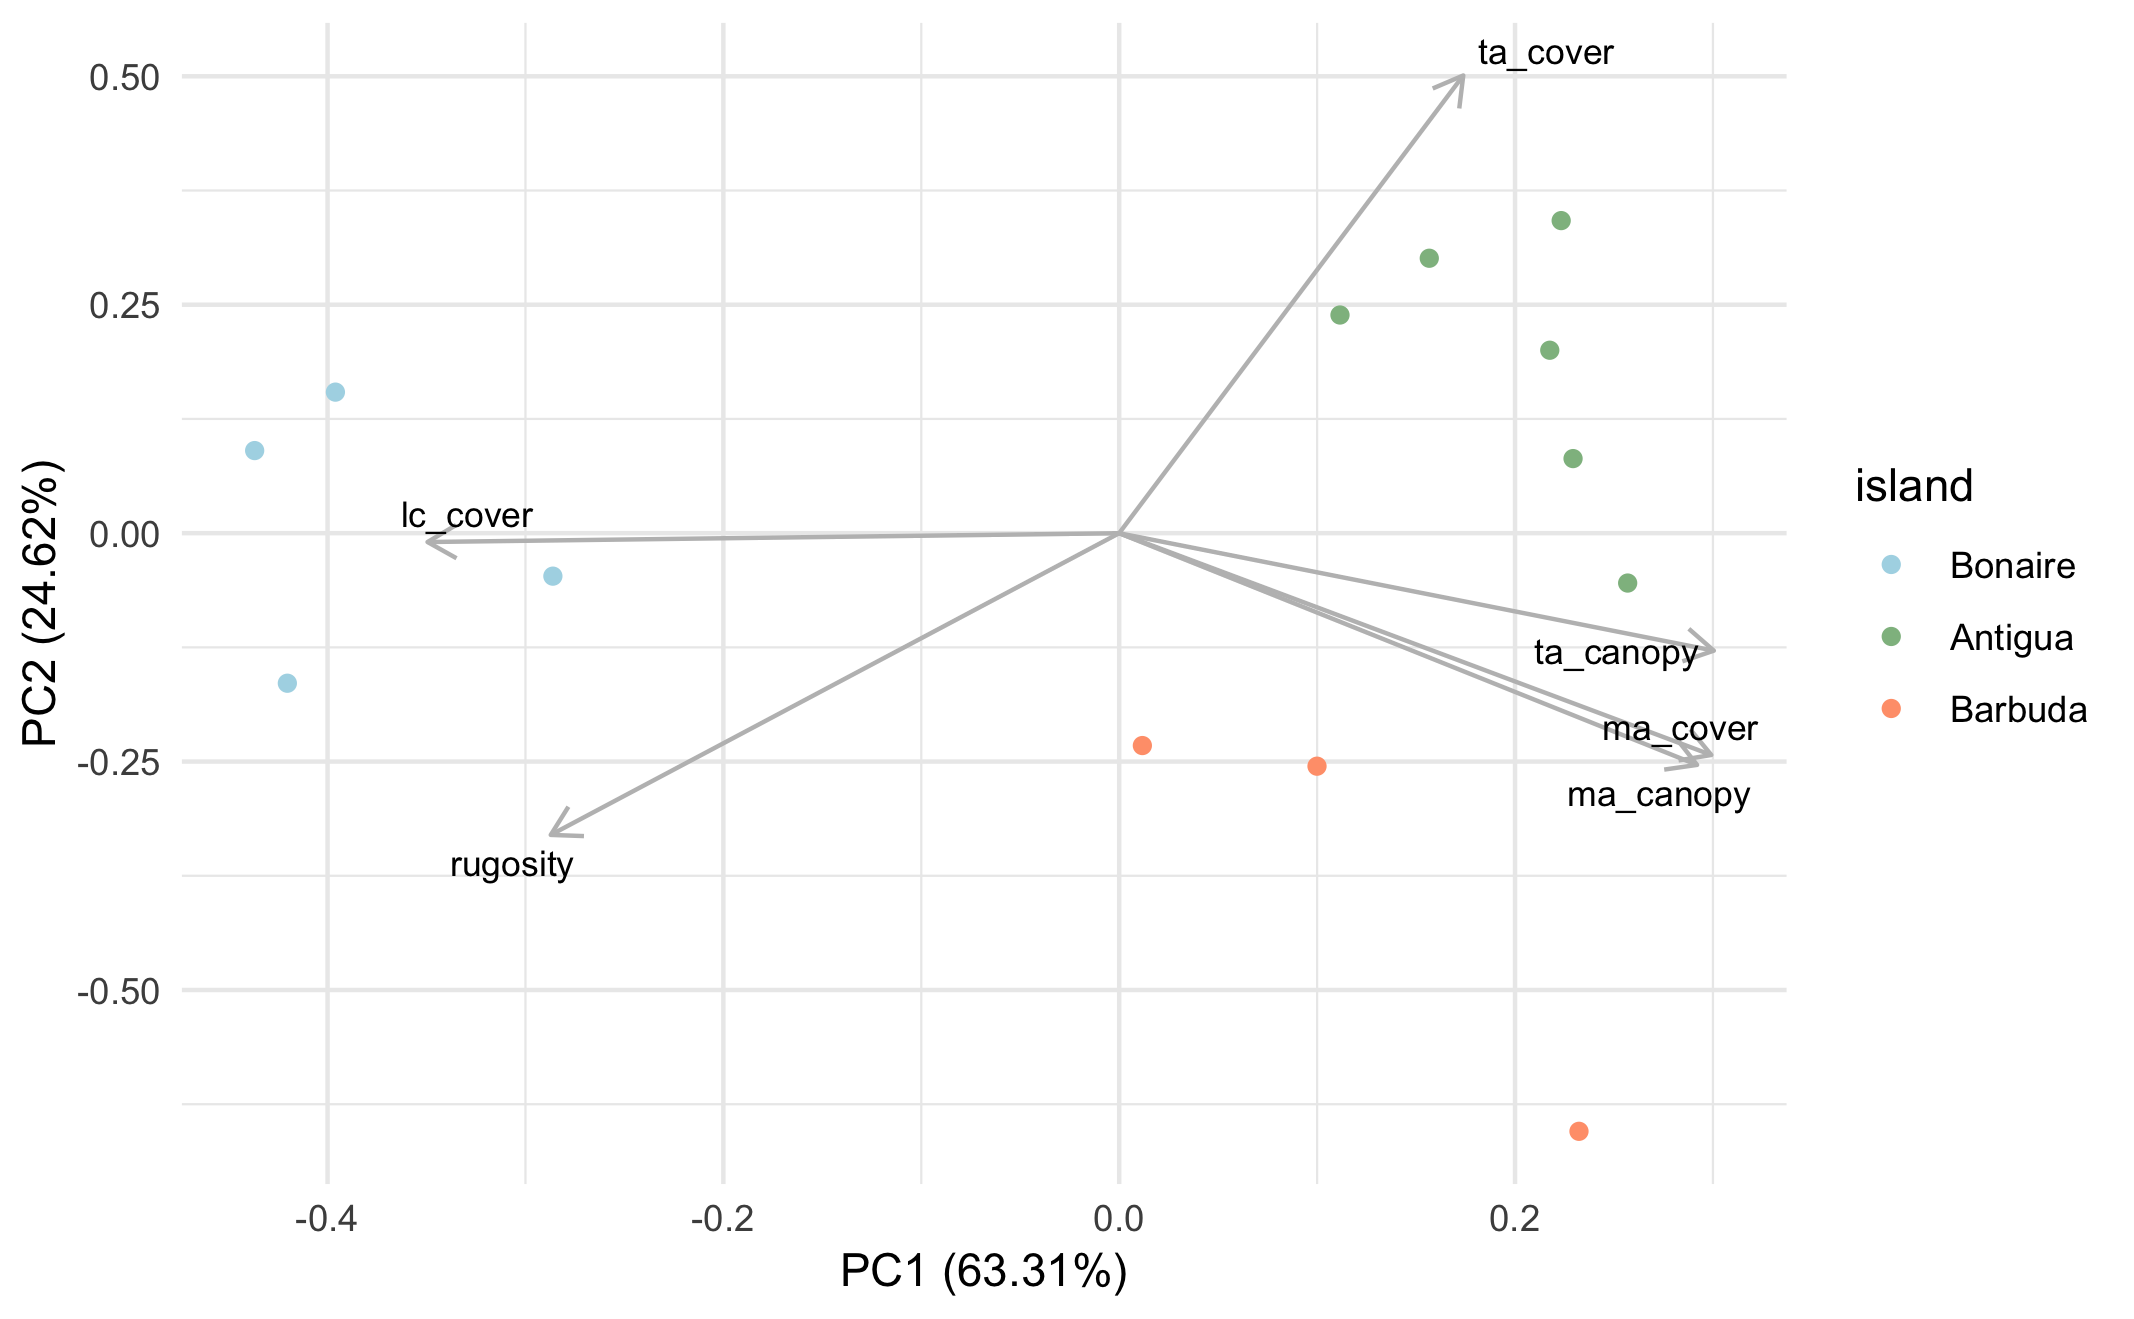 ta_cover
0.50
0.25
lc_cover
0.00
ta_canopy
ma_cover
-0.25
ma_canopy
rugosity
-0.50
PC2 (24.62%)
-0.4
-0.2
0.0
0.2
PC1 (63.31%)
island
Bonaire
Antigua
Barbuda